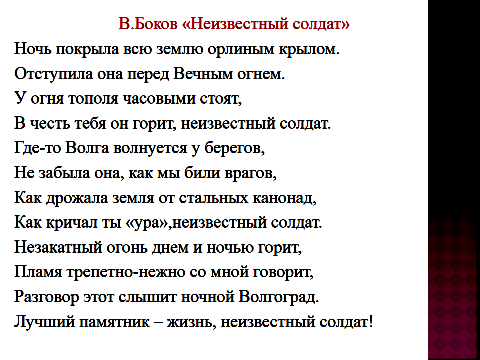 В.Боков «Неизвестный солдат»
Ночь покрыла всю землю орлиным крылом.
Отступила она перед Вечным огнем.
У огня тополя часовыми стоят,
В честь тебя он горит, неизвестный солдат.
Где-то Волга волнуется у берегов,
Не забыла она, как мы били врагов,
Как дрожала земля от стальных канонад,
Как кричал ты «ура»,неизвестный солдат.
Незакатный огонь днем и ночью горит,
Пламя трепетно-нежно со мной говорит,
Разговор этот слышит ночной Волгоград.
Лучший памятник – жизнь, неизвестный солдат!